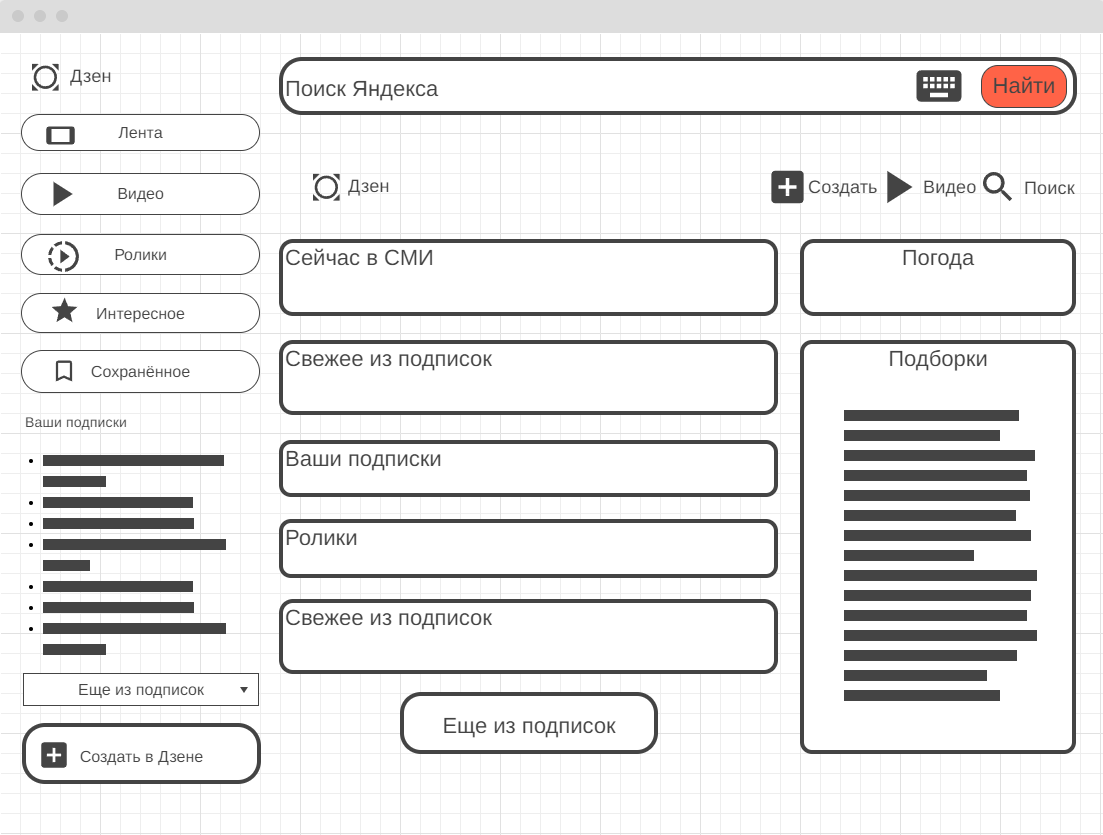 Дзен
Лента
Видео
Ролики
Интересное
Сохранённое
Ваши подписки
Еще из подписок
Создать в Дзене
Поиск Яндекса
Найти
Дзен
Создать
Видео
Поиск
Сейчас в СМИ
Свежее из подписок
Ваши подписки
Ролики
Свежее из подписок
Еще из подписок
Погода
Подборки